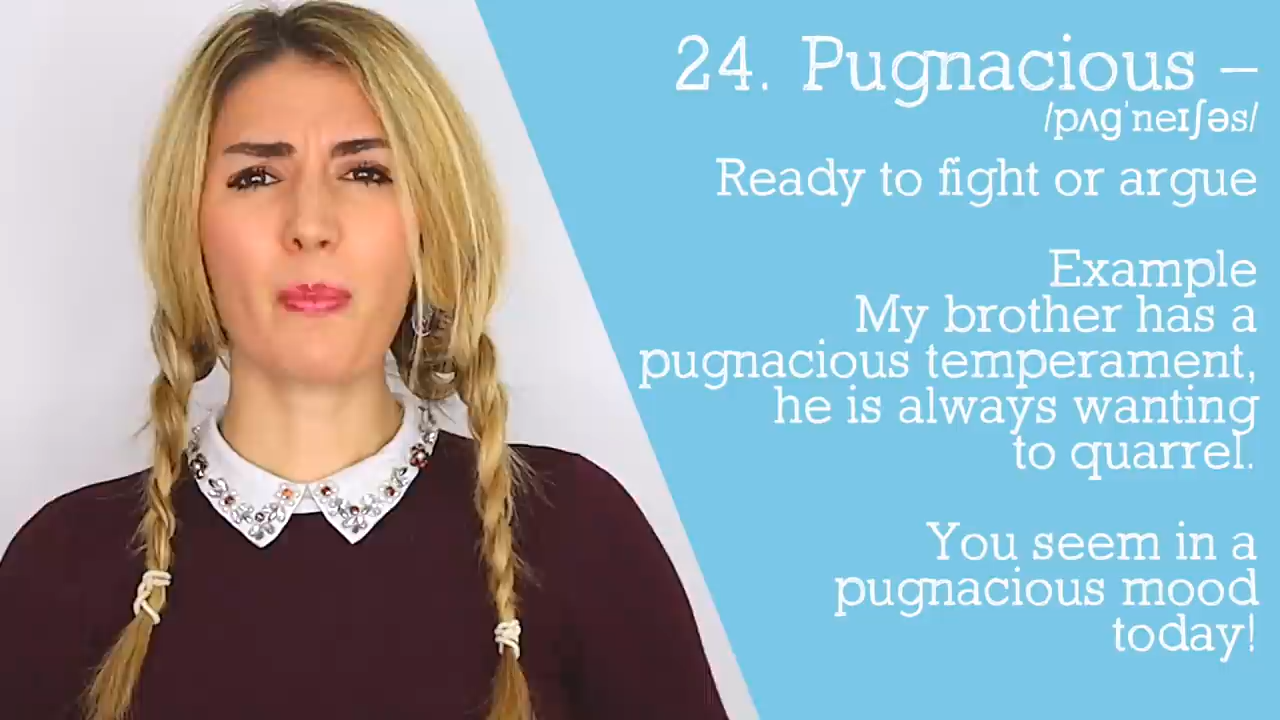 24. Pugnacious –
/pʌgˈneɪʃəs/
Ready to fight or argue
Example
My brother has a
pugnacious temperament,
he is always wanting
to quarrel.
You seem in a
pugnacious mood
today!